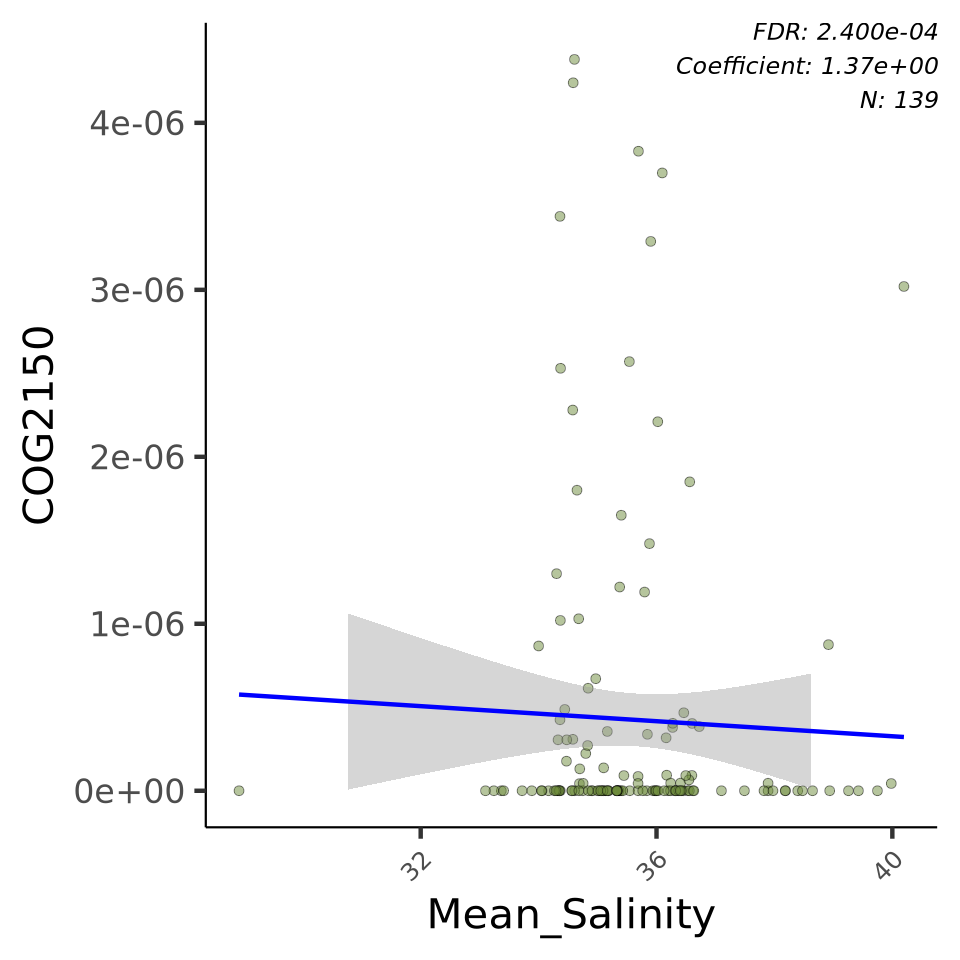 FDR: 2.400e-04
Coefficient: 1.37e+00
N: 139
4e-06
3e-06
2e-06
1e-06
0e+00
COG2150
32
36
40
Mean_Salinity